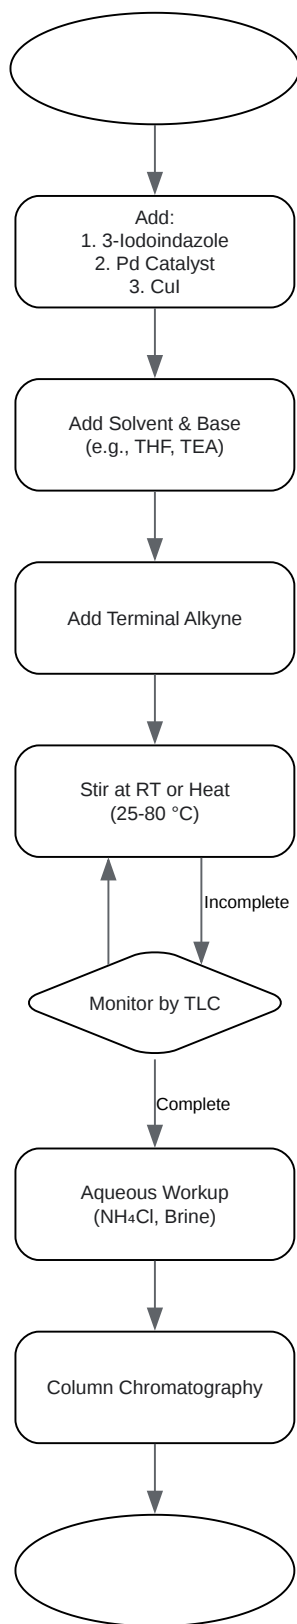 Add:
1. 3-Iodoindazole
2. Pd Catalyst
3. CuI
Add Solvent & Base
(e.g., THF, TEA)
Add Terminal Alkyne
Stir at RT or Heat
(25-80 °C)
Incomplete
Monitor by TLC
Complete
Aqueous Workup
(NH₄Cl, Brine)
Column Chromatography